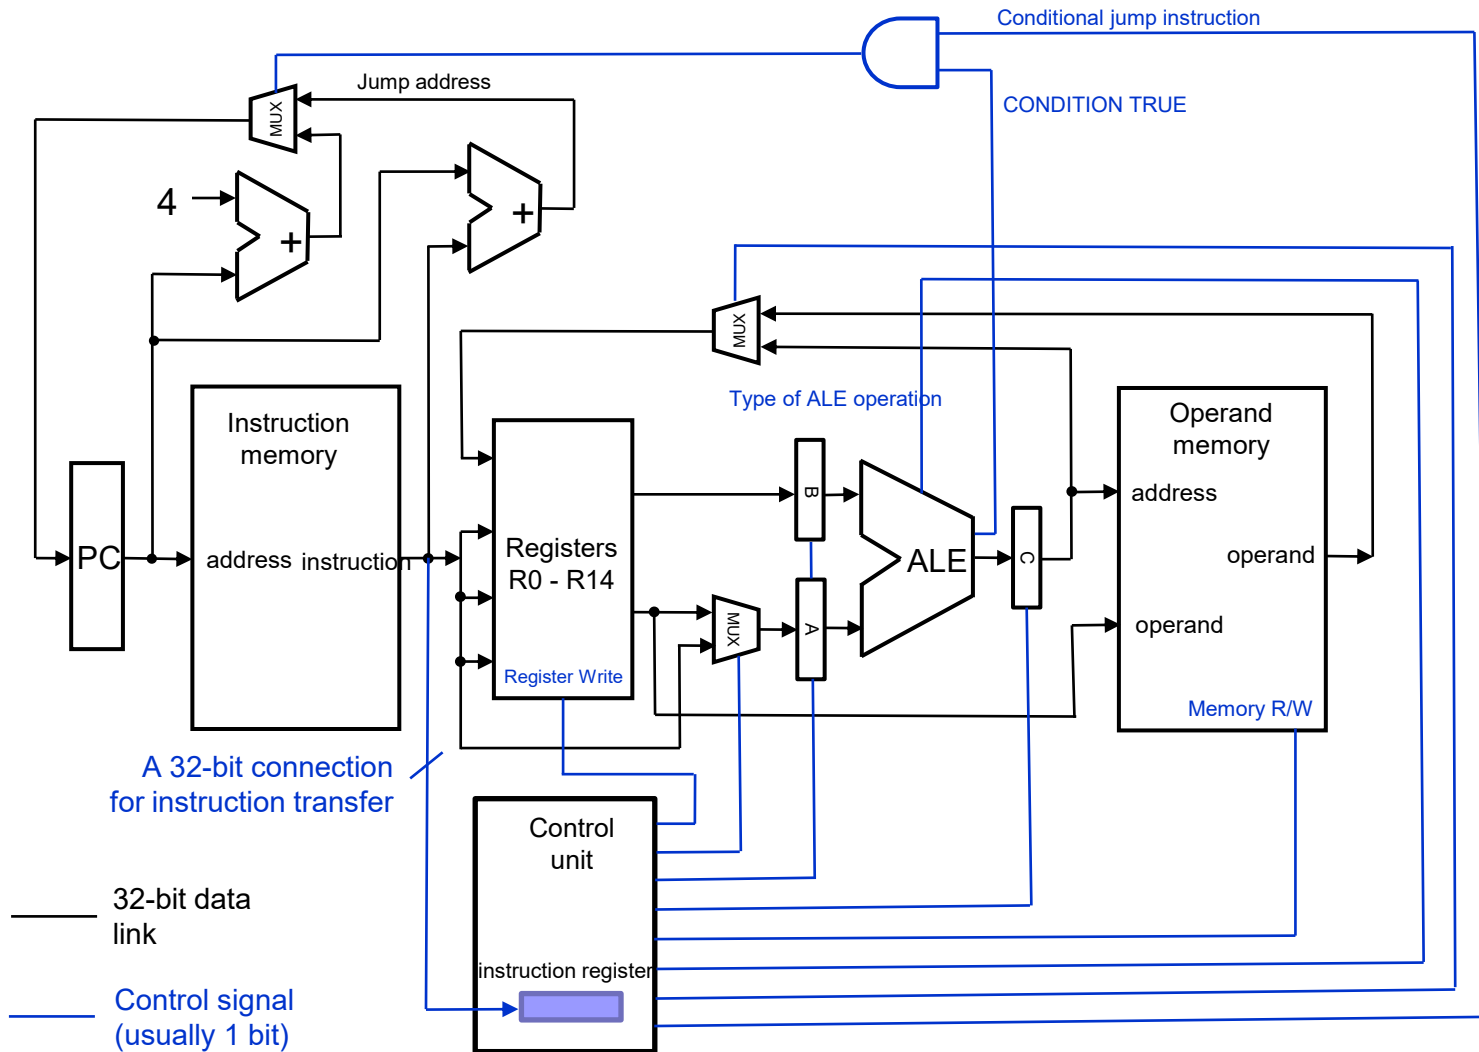 Conditional jump instruction
Jump address
MUX
CONDITION TRUE
4
+
+
MUX
Type of ALE operation
Instruction
memory
Operand
memory
B
address
PC
address
instruction
Registers
R0 - R14
ALE
C
operand
MUX
A
operand
Register Write
Memory R/W
A 32-bit connection
for instruction transfer
Control
unit
32-bit data
link
instruction register
Control signal
(usually 1 bit)